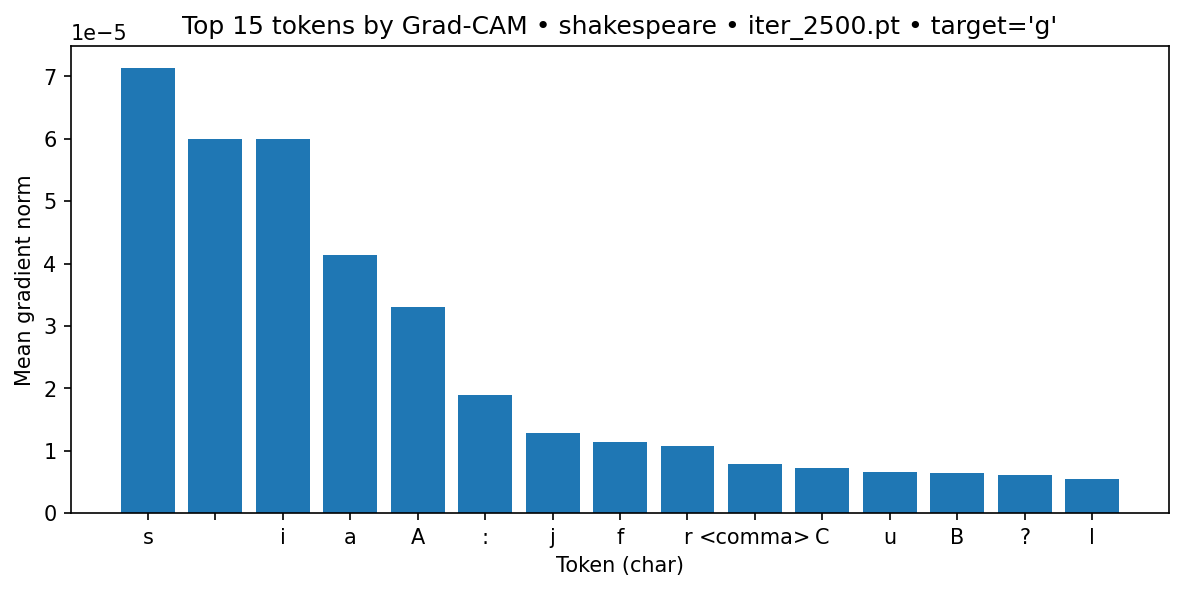 Top 15 tokens by Grad-CAM • shakespeare • iter_2500.pt • target='g'
1e−5
7
6
5
4
3
2
1
0
Mean gradient norm
s i a A : j f r <comma> C u B ? l
Token (char)